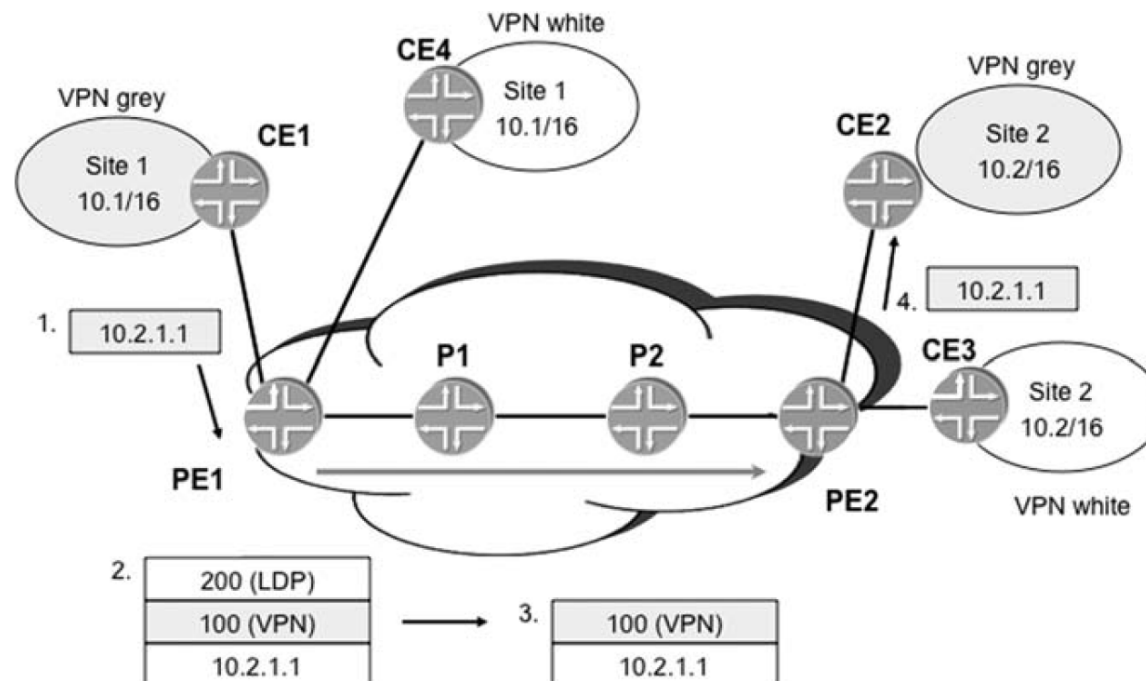 VPN white
CE4
Site 1
10.1/16
VPN grey
CE1
Site 1
10.1/16
VPN grey
CE2
Site 2
10.2/16
1.
10.2.1.1
4.
10.2.1.1
P1
P2
CE3
Site 2
10.2/16
VPN white
PE1
PE2
2.
200 (LDP)
100 (VPN)
10.2.1.1
3.
100 (VPN)
10.2.1.1